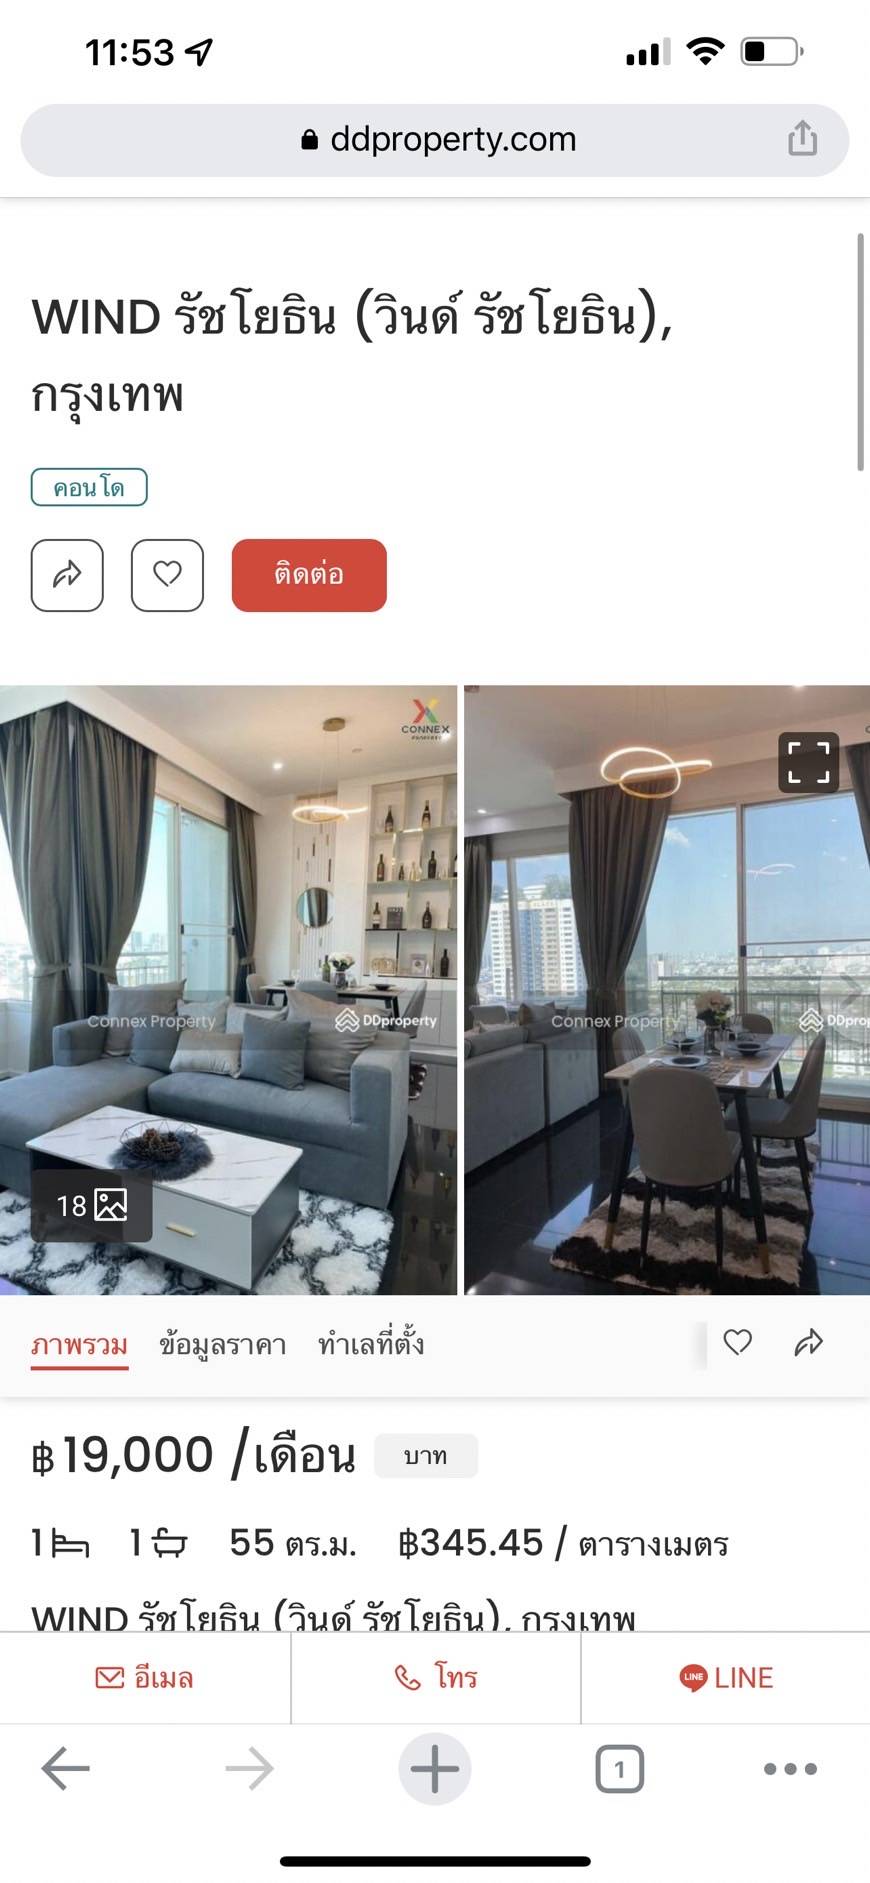 11:53
ddproperty.com
WIND รัชโยธิน (วินด์ รัชโยธิน),
กรุงเทพ
คอนโด
ติดต่อ
CONNEX
PROPERTY
Connex Property
DDproperty
Connex Property
DDprop
18
ภาพรวม ข้อมูลราคา ทำเลที่ตั้ง
฿19,000 /เดือน บาท
1 1 55 ตร.ม. ฿345.45 / ตารางเมตร
WIND รัชโยธิน (วินด์ รัชโยธิน), กรุงเทพ
อีเมล โทร LINE LINE
1